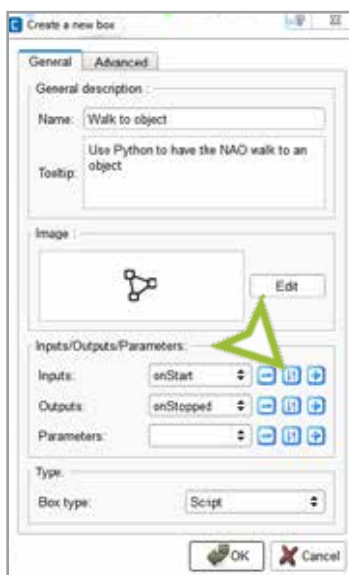 Create a new box
General Advanced
General description :
Name: Walk to object
Tooltip: Use Python to have the NAO walk to an
object
Image :
Edit
Inputs/Outputs/Parameters:
Inputs: onStart
Outputs: onStopped
Parameters:
Type:
Box type: Script
OK Cancel